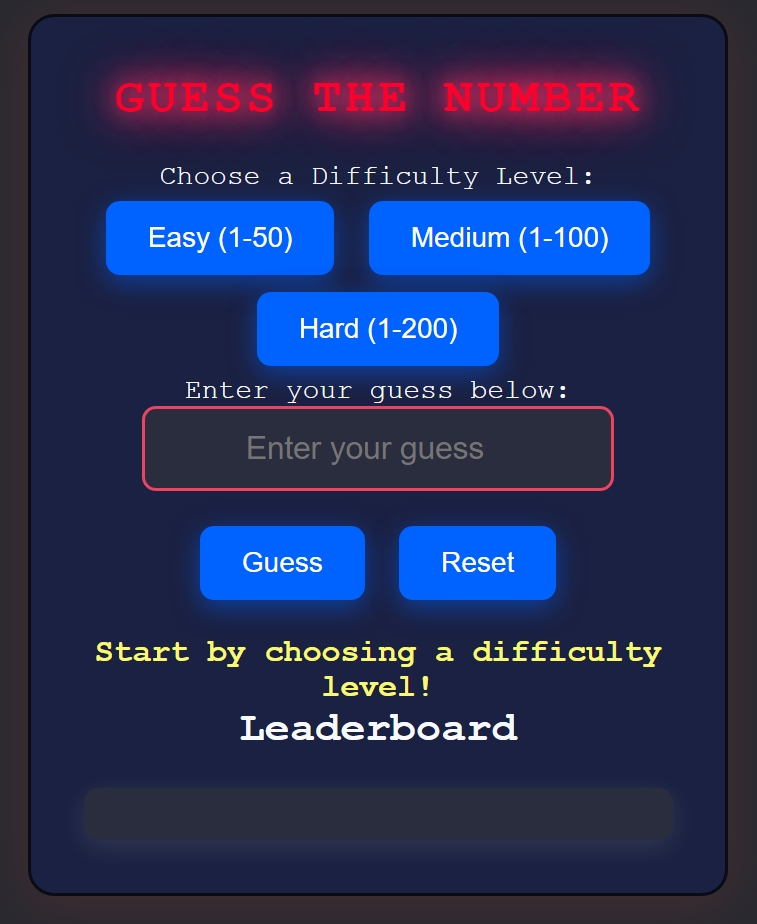 GUESS THE NUMBER
Choose a Difficulty Level:
Easy (1-50) Medium (1-100)
Hard (1-200)
Enter your guess below:
Enter your guess
Guess Reset
Start by choosing a difficulty
level!
Leaderboard